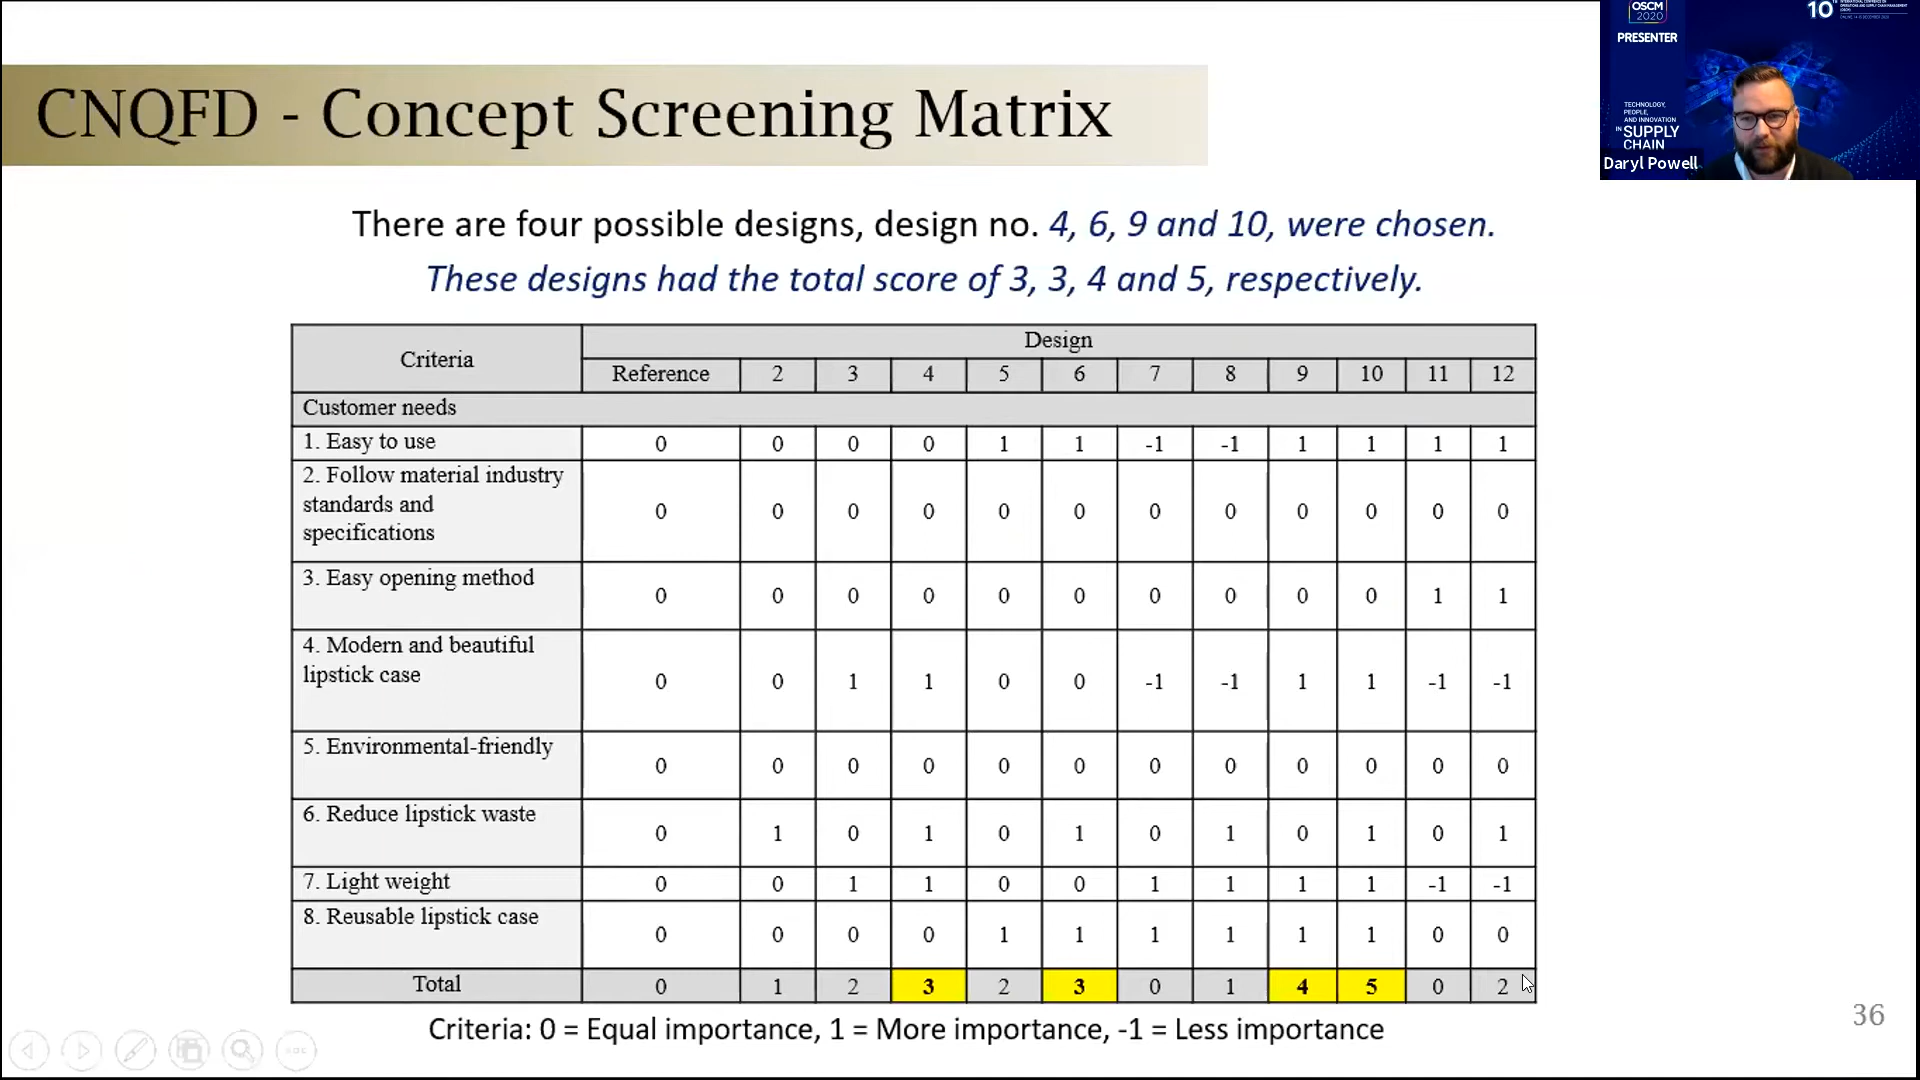 CNQFD - Concept Screening Matrix
OSCM
2020
PRESENTER
10
TECHNOLOGY,
PEOPLE,
AND INNOVATION
IN SUPPLY
CHAIN
Daryl Powell
There are four possible designs, design no. 4, 6, 9 and 10, were chosen.
These designs had the total score of 3, 3, 4 and 5, respectively.
Criteria Design
Reference 2 3 4 5 6 7 8 9 10 11 12
Customer needs
1. Easy to use 0 0 0 0 1 1 -1 -1 1 1 1 1
2. Follow material industry
standards and
specifications 0 0 0 0 0 0 0 0 0 0 0 0
3. Easy opening method 0 0 0 0 0 0 0 0 0 0 1 1
4. Modern and beautiful
lipstick case 0 0 1 1 0 0 -1 -1 1 1 -1 -1
5. Environmental-friendly 0 0 0 0 0 0 0 0 0 0 0 0
6. Reduce lipstick waste 0 1 0 1 0 1 0 1 0 1 0 1
7. Light weight 0 0 1 1 0 0 1 1 1 1 -1 -1
8. Reusable lipstick case 0 0 0 0 1 1 1 1 1 1 0 0
Total 0 1 2 3 2 3 0 1 4 5 0 2
Criteria: 0 = Equal importance, 1 = More importance, -1 = Less importance
36